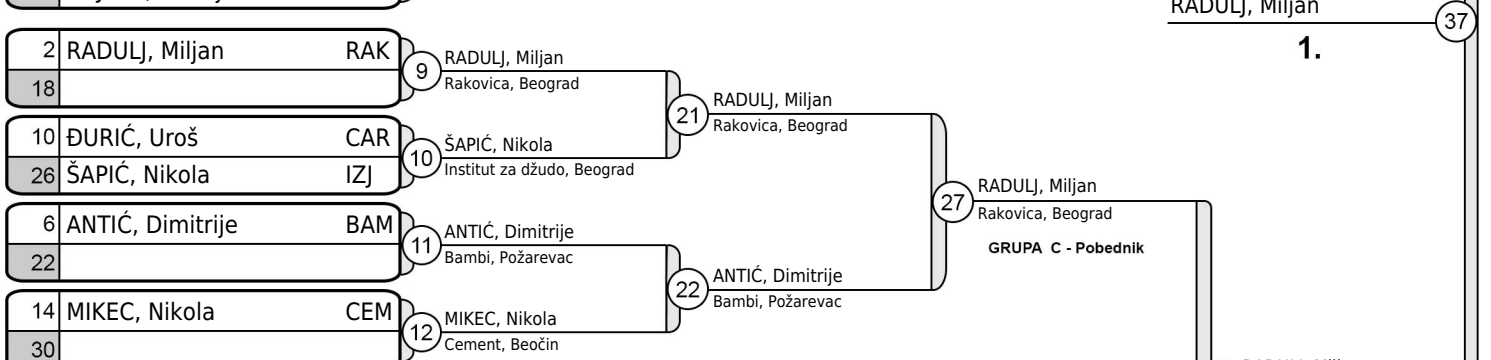 RADULJ, Miljan
37
1.
2 RADULJ, Miljan RAK
18
9
RADULJ, Miljan
Rakovica, Beograd
10 ĐURIĆ, Uroš CAR
26 ŠAPIĆ, Nikola IZJ
10
ŠAPIĆ, Nikola
Institut za džudo, Beograd
21
RADULJ, Miljan
Rakovica, Beograd
6 ANTIĆ, Dimitrije BAM
22
11
ANTIĆ, Dimitrije
Bambi, Požarevac
14 MIKEC, Nikola CEM
30
12
MIKEC, Nikola
Cement, Beočin
22
ANTIĆ, Dimitrije
Bambi, Požarevac
27
RADULJ, Miljan
Rakovica, Beograd
GRUPA C - Pobednik